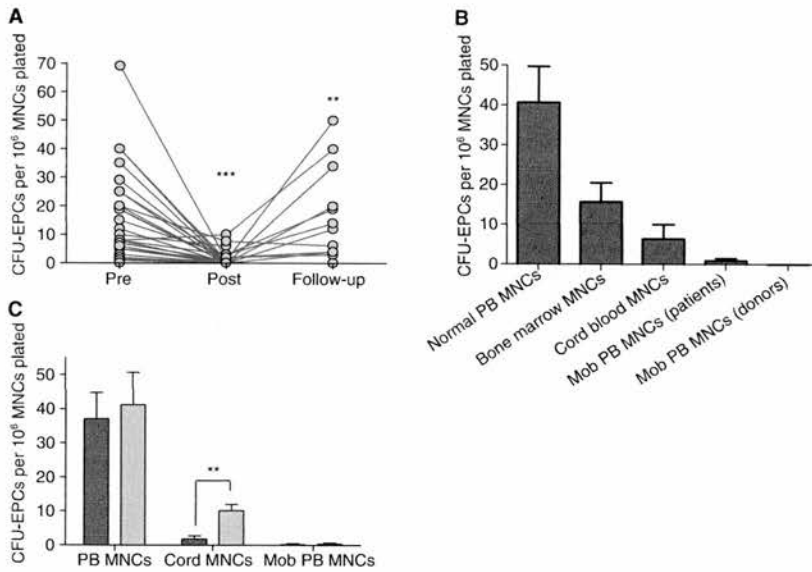 A
CFU-EPCs per 10⁶ MNCs plated
70
60
50
40
30
20
10
0
***
**
Pre
Post
Follow-up
B
CFU-EPCs per 10⁶ MNCs plated
50
40
30
20
10
0
Normal PB MNCs
Bone marrow MNCs
Cord blood MNCs
Mob PB MNCs (patients)
Mob PB MNCs (donors)
C
CFU-EPCs per 10⁶ MNCs plated
50
40
30
20
10
0
**
PB MNCs
Cord MNCs
Mob PB MNCs